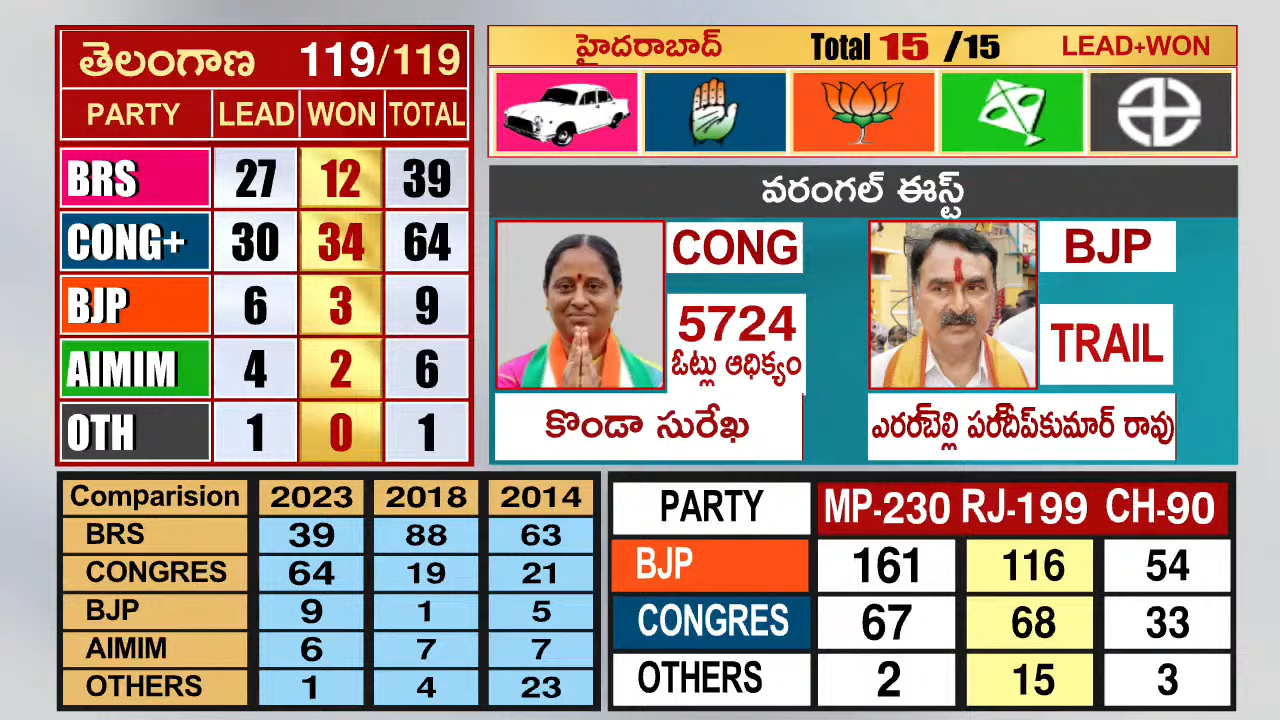 తెలంగాణ 119/119
PARTY LEAD WON TOTAL
BRS 27 12 39
CONG+ 30 34 64
BJP 6 3 9
AIMIM 4 2 6
OTH 1 0 1
హైదరాబాద్ Total 15 /15 LEAD+WON
వరంగల్ ఈస్ట్
CONG
5724
ఓట్లు ఆధిక్యం
కొండా సురేఖ
BJP
TRAIL
ఎరర్‌బెల్లి పరదీప్‌కుమార్ రావు
Comparision 2023 2018 2014
BRS 39 88 63
CONGRES 64 19 21
BJP 9 1 5
AIMIM 6 7 7
OTHERS 1 4 23
PARTY MP-230 RJ-199 CH-90
BJP 161 116 54
CONGRES 67 68 33
OTHERS 2 15 3